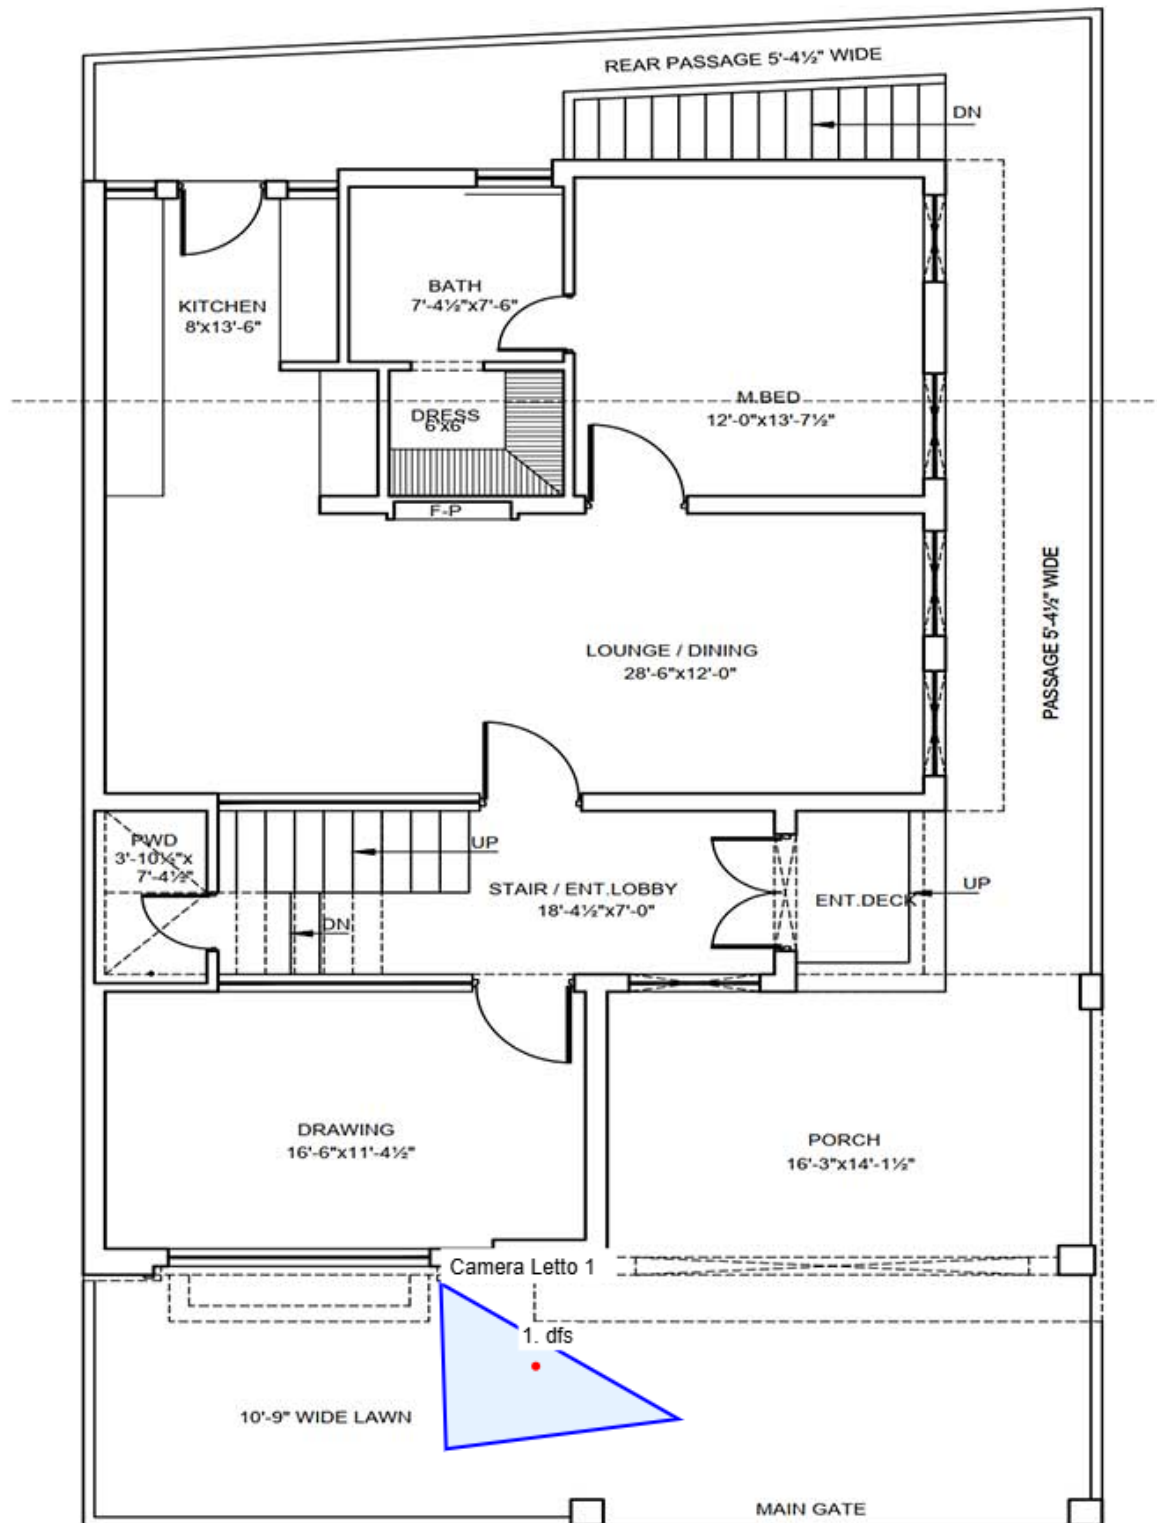 REAR PASSAGE 5'-4½" WIDE
DN
BATH
7'-4½"x7'-6"
KITCHEN
8'x13'-6"
M.BED
12'-0"x13'-7½"
DRESS
6'x6'
F-P
PASSAGE 5'-4½" WIDE
LOUNGE / DINING
28'-6"x12'-0"
PWD
3'-10½"x
7'-4½"
UP
STAIR / ENT.LOBBY
18'-4½"x7'-0"
UP
ENT.DECK
DN
DRAWING
16'-6"x11'-4½"
PORCH
16'-3"x14'-1½"
Camera Letto 1
1. dfs
10'-9" WIDE LAWN
MAIN GATE